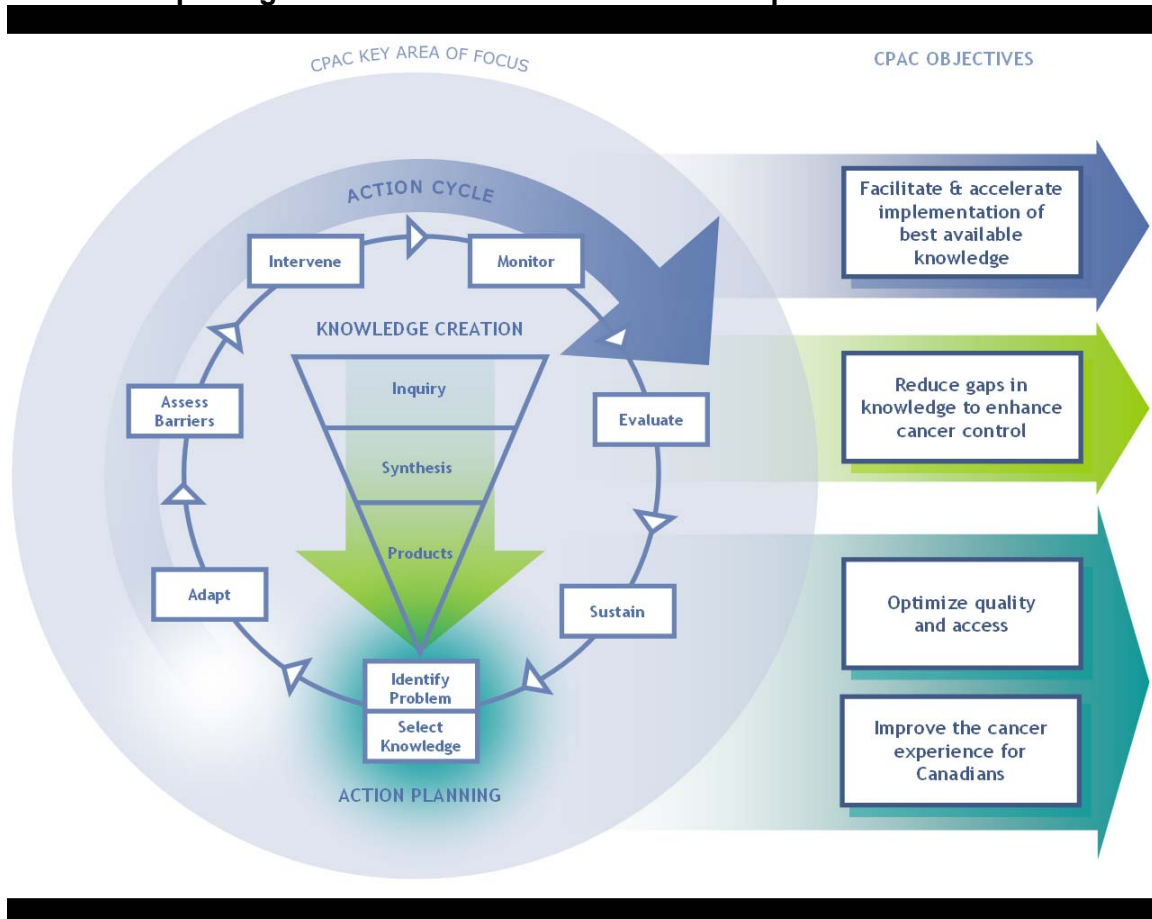 CPAC KEY AREA OF FOCUS
CPAC OBJECTIVES
ACTION CYCLE
Intervene
Monitor
KNOWLEDGE CREATION
Inquiry
Assess
Barriers
Evaluate
Synthesis
Products
Adapt
Sustain
Identify
Problem
Select
Knowledge
ACTION PLANNING
Facilitate & accelerate
implementation of
best available
knowledge
Reduce gaps in
knowledge to enhance
cancer control
Optimize quality
and access
Improve the cancer
experience for
Canadians